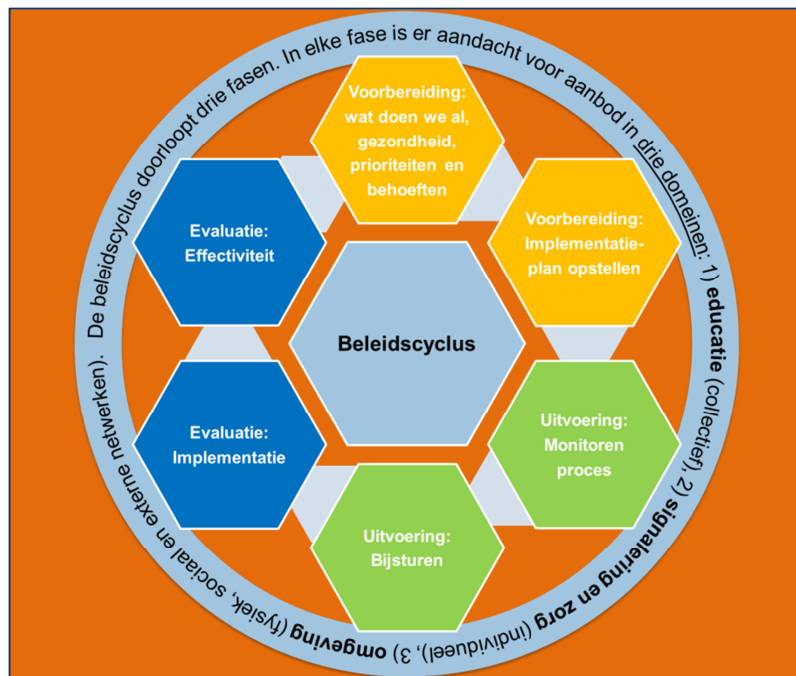 De beleidscyclus doorloopt drie fasen. In elke fase is er aandacht voor aanbod in drie domeinen: 1) educatie (collectief), 2) signalering en zorg (individueel), 3) omgeving (fysiek, sociaal en externe netwerken).
Voorbereiding:
wat doen we al,
gezondheid,
prioriteiten en
behoeften
Voorbereiding:
Implementatie-
plan opstellen
Uitvoering:
Monitoren
proces
Uitvoering:
Bijsturen
Evaluatie:
Implementatie
Evaluatie:
Effectiviteit
Beleidscyclus